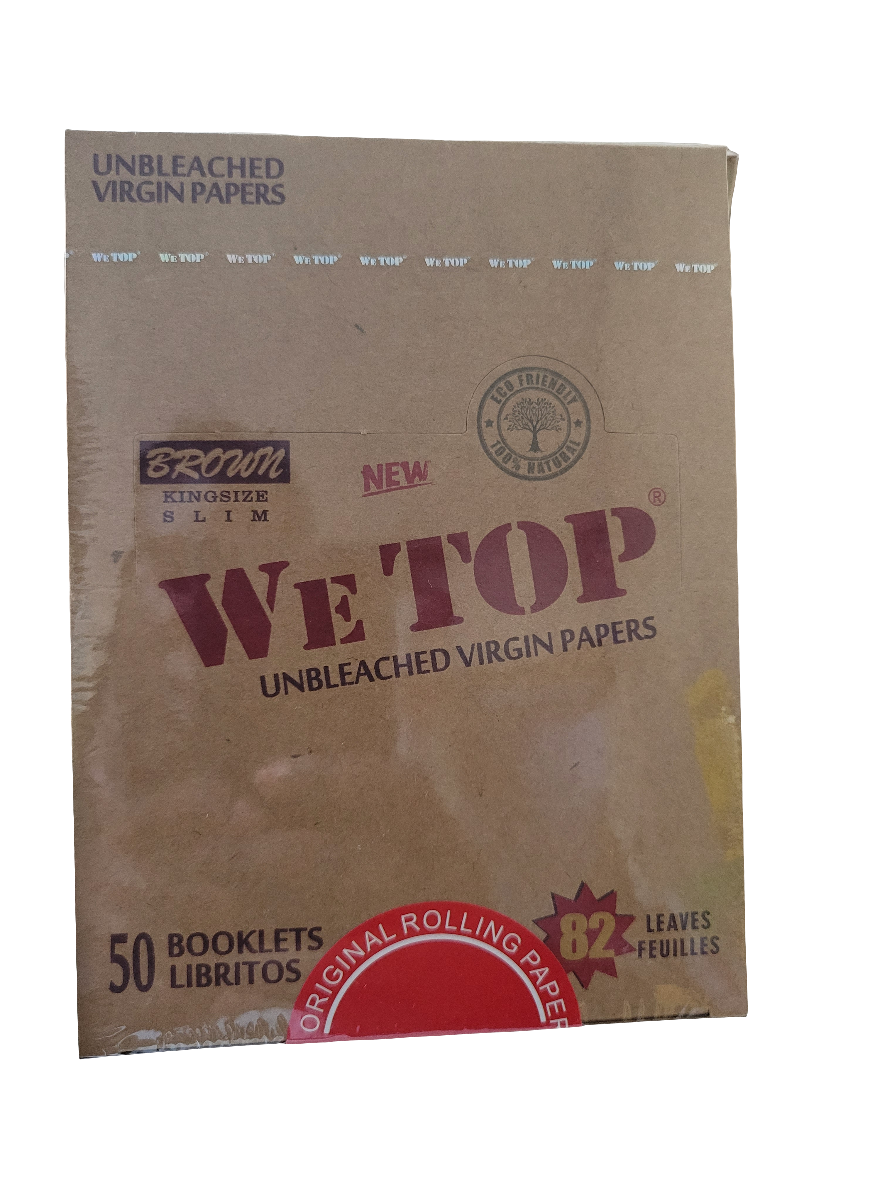 UNBLEACHED
VIRGIN PAPERS
WE TOP WE TOP WE TOP WE TOP WE TOP WE TOP WE TOP WE TOP WE TOP WE TOP
ECO FRIENDLY
100% NATURAL
BROWN
KINGSIZE
SLIM
NEW
WE TOP®
UNBLEACHED VIRGIN PAPERS
50 BOOKLETS
LIBRITOS
82 LEAVES
FEUILLES
ORIGINAL ROLLING PAPER